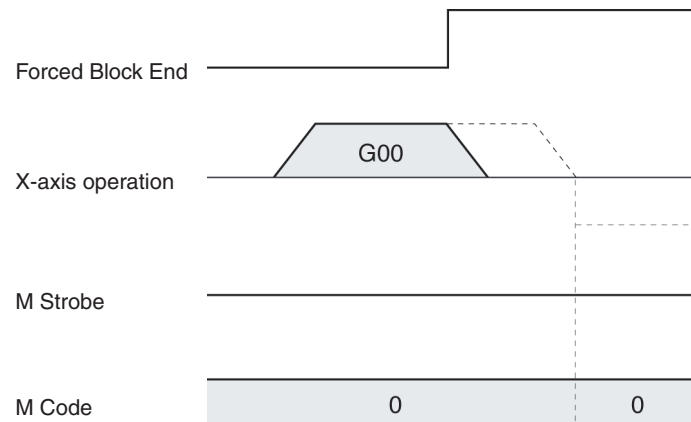 Forced Block End
G00
X-axis operation
M Strobe
M Code 0 0